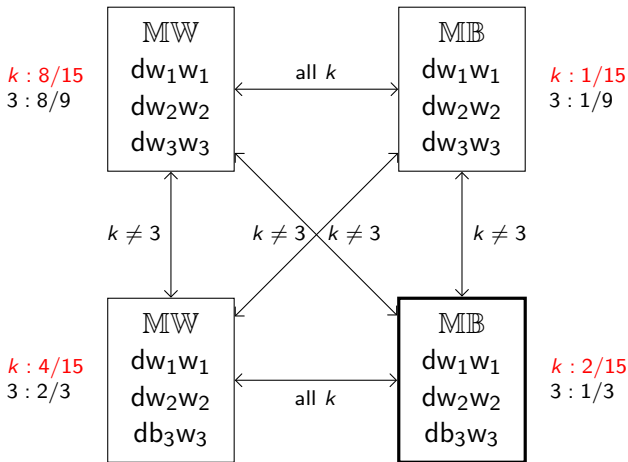 𝕄𝕎
dw₁w₁
dw₂w₂
dw₃w₃
k : 8/15
3 : 8/9
all k
𝕄𝔹
dw₁w₁
dw₂w₂
dw₃w₃
k : 1/15
3 : 1/9
k ≠ 3
k ≠ 3
k ≠ 3
k ≠ 3
𝕄𝕎
dw₁w₁
dw₂w₂
db₃w₃
k : 4/15
3 : 2/3
all k
𝕄𝔹
dw₁w₁
dw₂w₂
db₃w₃
k : 2/15
3 : 1/3